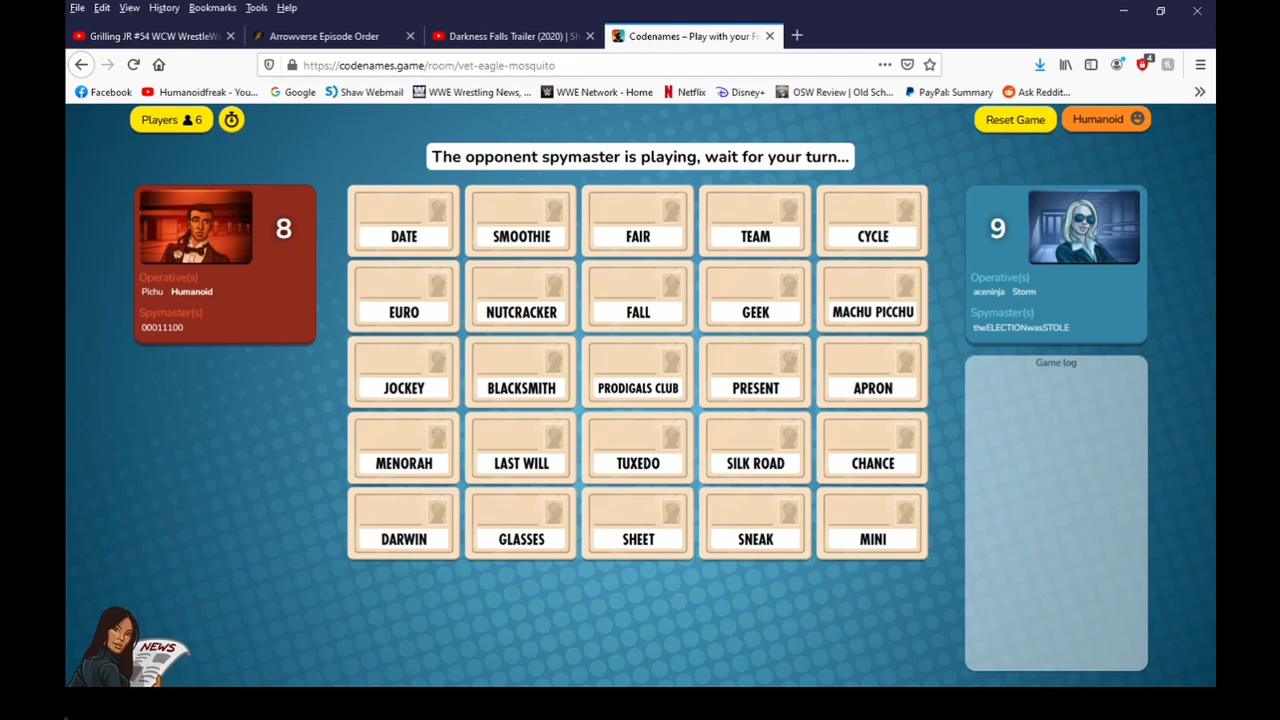 File Edit View History Bookmarks Tools Help
Grilling JR #54 WCW WrestleW
Arrowverse Episode Order
Darkness Falls Trailer (2020) | Sh
Codenames – Play with your Fr
https://codenames.game/room/vet-eagle-mosquito
4
Facebook
Humanoidfreak - You...
Google
Shaw Webmail
WWE Wrestling News, ...
WWE Network - Home
Netflix
Disney+
OSW Review | Old Sch...
PayPal: Summary
Ask Reddit...
Players 6
Reset Game
Humanoid
The opponent spymaster is playing, wait for your turn...
8
Operative(s)
Pichu Humanoid
Spymaster(s)
00011100
DATE SMOOTHIE FAIR TEAM CYCLE
EURO NUTCRACKER FALL GEEK MACHU PICCHU
JOCKEY BLACKSMITH PRODIGALS CLUB PRESENT APRON
MENORAH LAST WILL TUXEDO SILK ROAD CHANCE
DARWIN GLASSES SHEET SNEAK MINI
9
Operative(s)
aceninja Storm
Spymaster(s)
theELECTIONwasSTOLE
Game log
NEWS